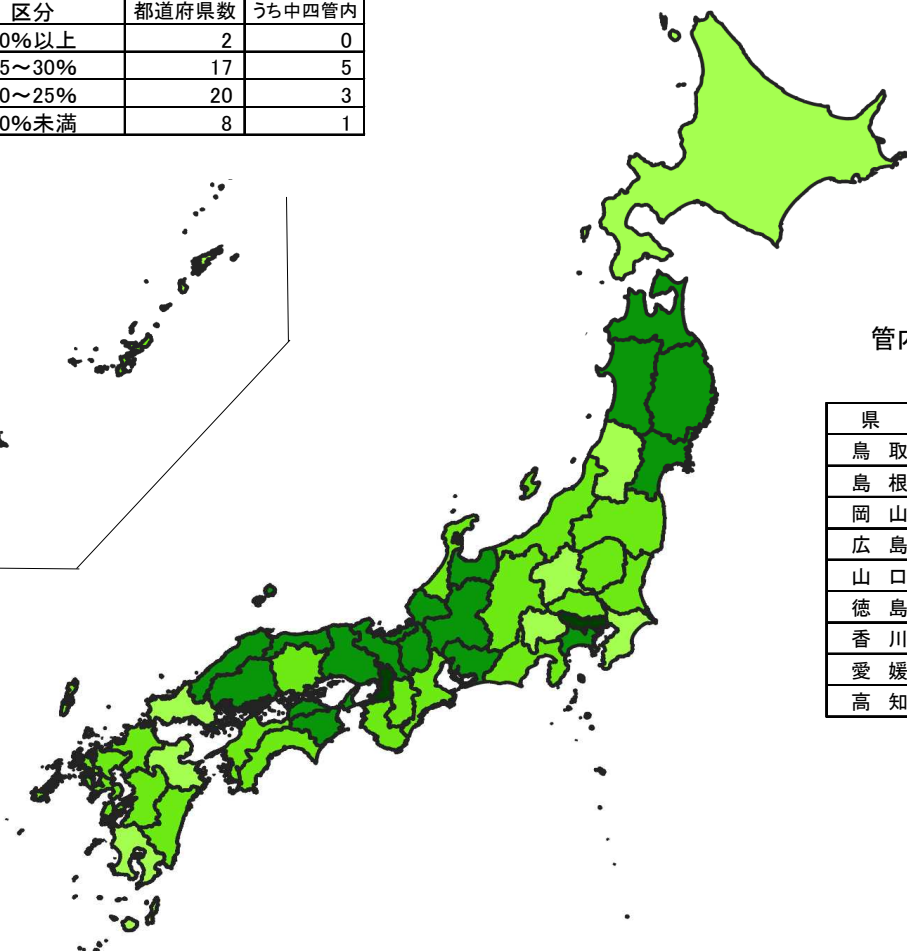 区分 都道府県数 うち中四管内
0%以上 2 0
5～30% 17 5
0～25% 20 3
0%未満 8 1
管内
県
鳥 取
島 根
岡 山
広 島
山 口
徳 島
香 川
愛 媛
高 知